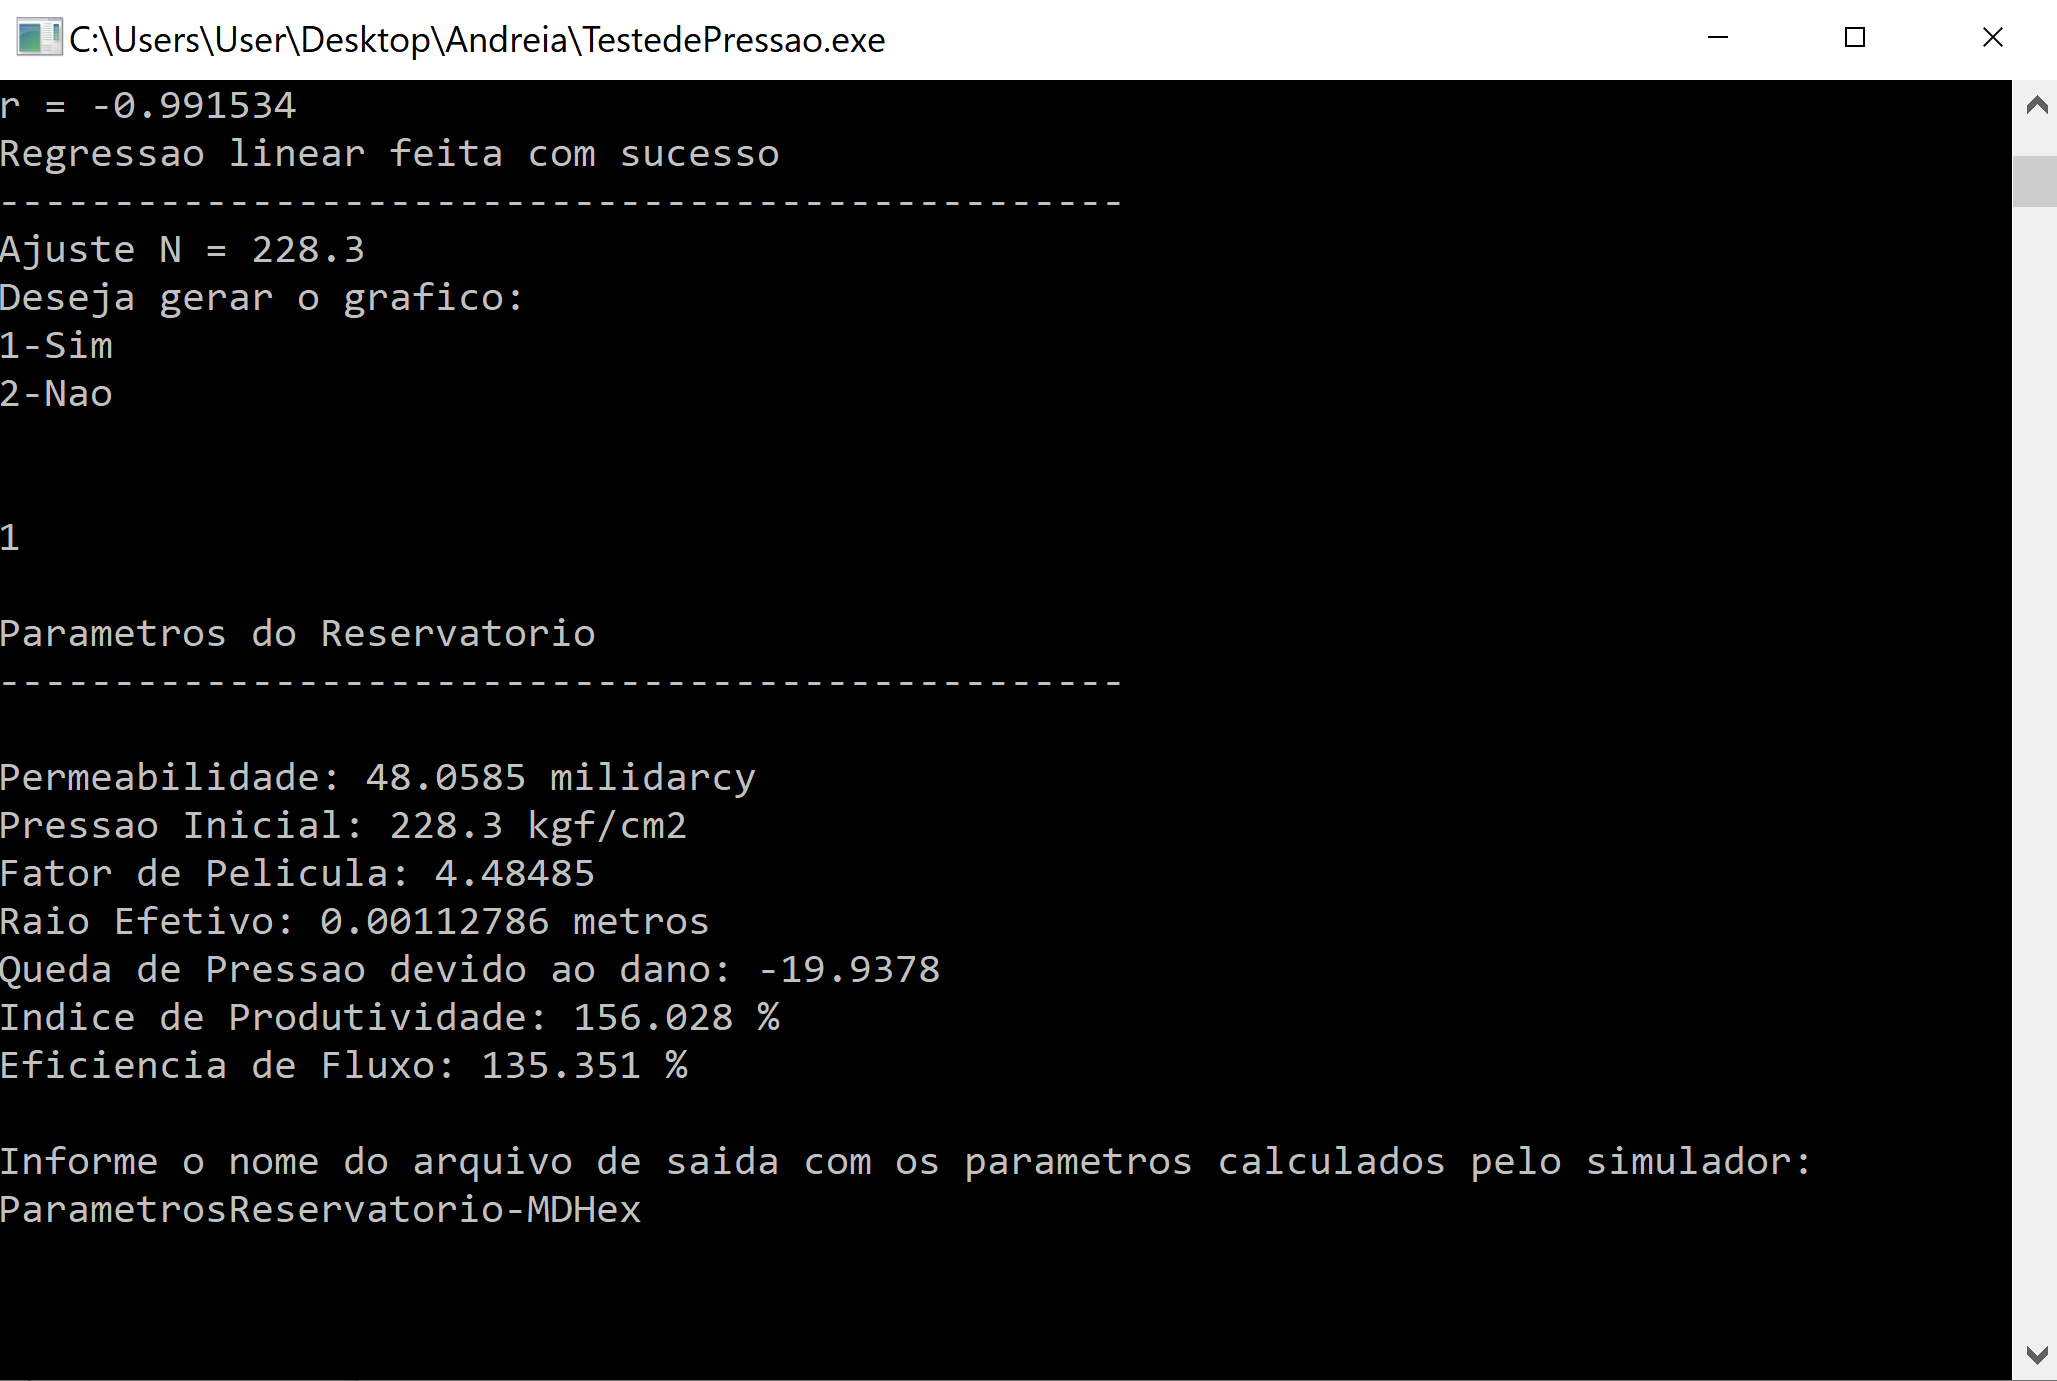 C:\Users\User\Desktop\Andreia\TestedePressao.exe
r = -0.991534
Regressao linear feita com sucesso
-------------------------------------------------
Ajuste N = 228.3
Deseja gerar o grafico:
1-Sim
2-Nao
1
Parametros do Reservatorio
-------------------------------------------------
Permeabilidade: 48.0585 milidarcy
Pressao Inicial: 228.3 kgf/cm2
Fator de Pelicula: 4.48485
Raio Efetivo: 0.00112786 metros
Queda de Pressao devido ao dano: -19.9378
Indice de Produtividade: 156.028 %
Eficiencia de Fluxo: 135.351 %
Informe o nome do arquivo de saida com os parametros calculados pelo simulador:
ParametrosReservatorio-MDHex